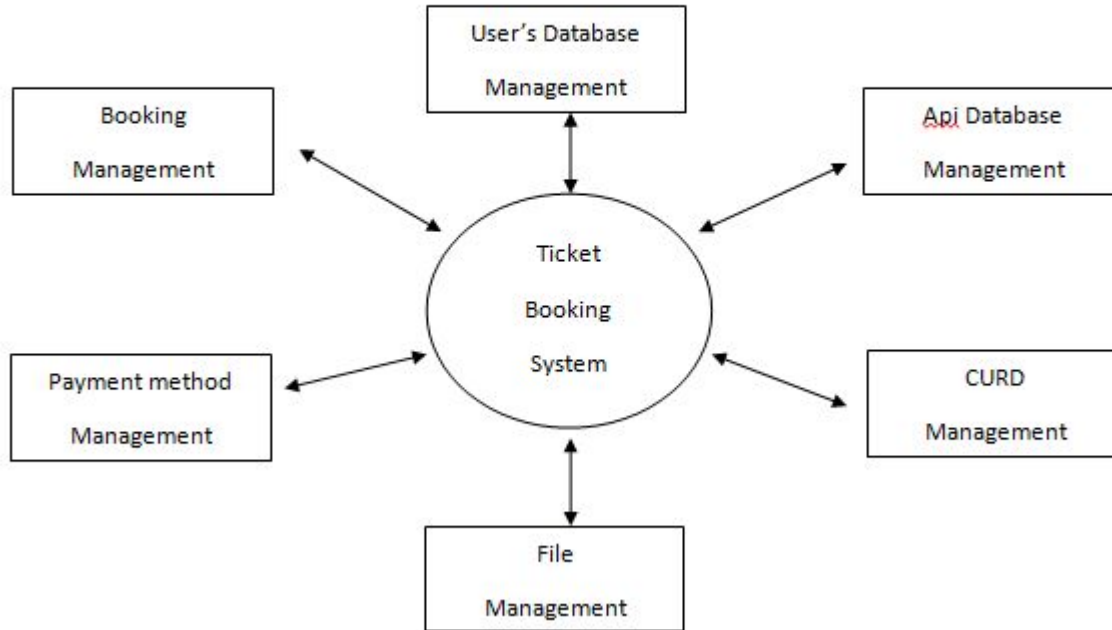 User’s Database
Management
Booking
Management
Api Database
Management
Ticket
Booking
System
Payment method
Management
CURD
Management
File
Management